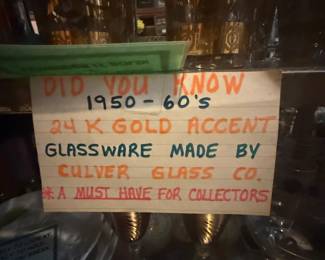 DID YOU KNOW
1950 - 60's
24 K GOLD ACCENT
GLASSWARE MADE BY
CULVER GLASS CO.
*A MUST HAVE FOR COLLECTORS